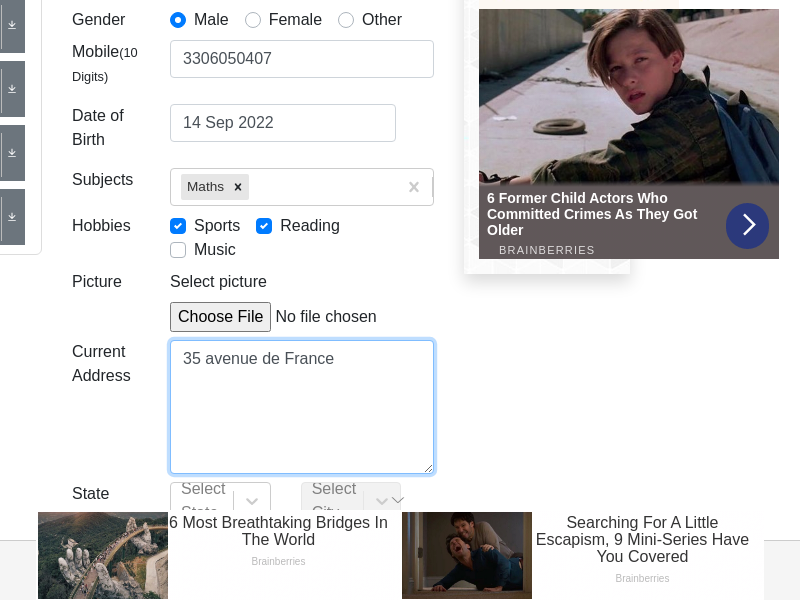 Gender
Male
Female
Other
Mobile(10
Digits)
3306050407
Date of
Birth
14 Sep 2022
Subjects
Maths ×
×
Hobbies
Sports
Reading
Music
Picture
Select picture
Choose File No file chosen
Current
Address
35 avenue de France
State
Select
State
Select
City
6 Former Child Actors Who
Committed Crimes As They Got
Older
BRAINBERRIES
6 Most Breathtaking Bridges In
The World
Brainberries
Searching For A Little
Escapism, 9 Mini-Series Have
You Covered
Brainberries